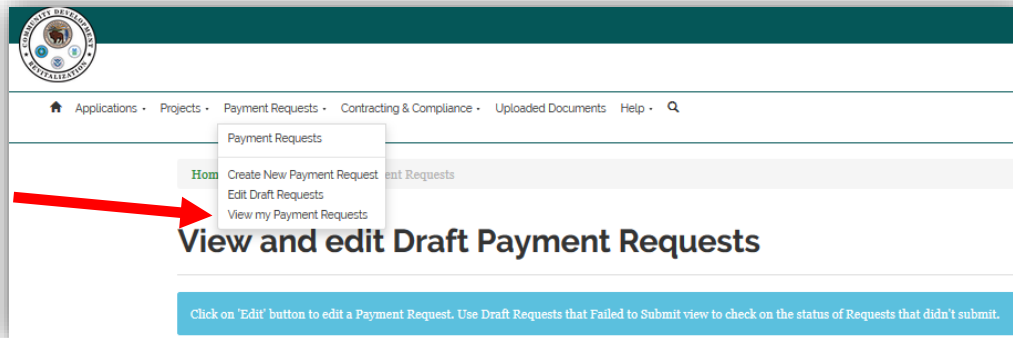 COMMUNITY DEVELOPMENT
REVITALIZATION
Applications
Projects
Payment Requests
Contracting & Compliance
Uploaded Documents
Help
Payment Requests
Create New Payment Request
Edit Draft Requests
View my Payment Requests
Hom
ent Requests
View and edit Draft Payment Requests
Click on 'Edit' button to edit a Payment Request. Use Draft Requests that Failed to Submit view to check on the status of Requests that didn't submit.